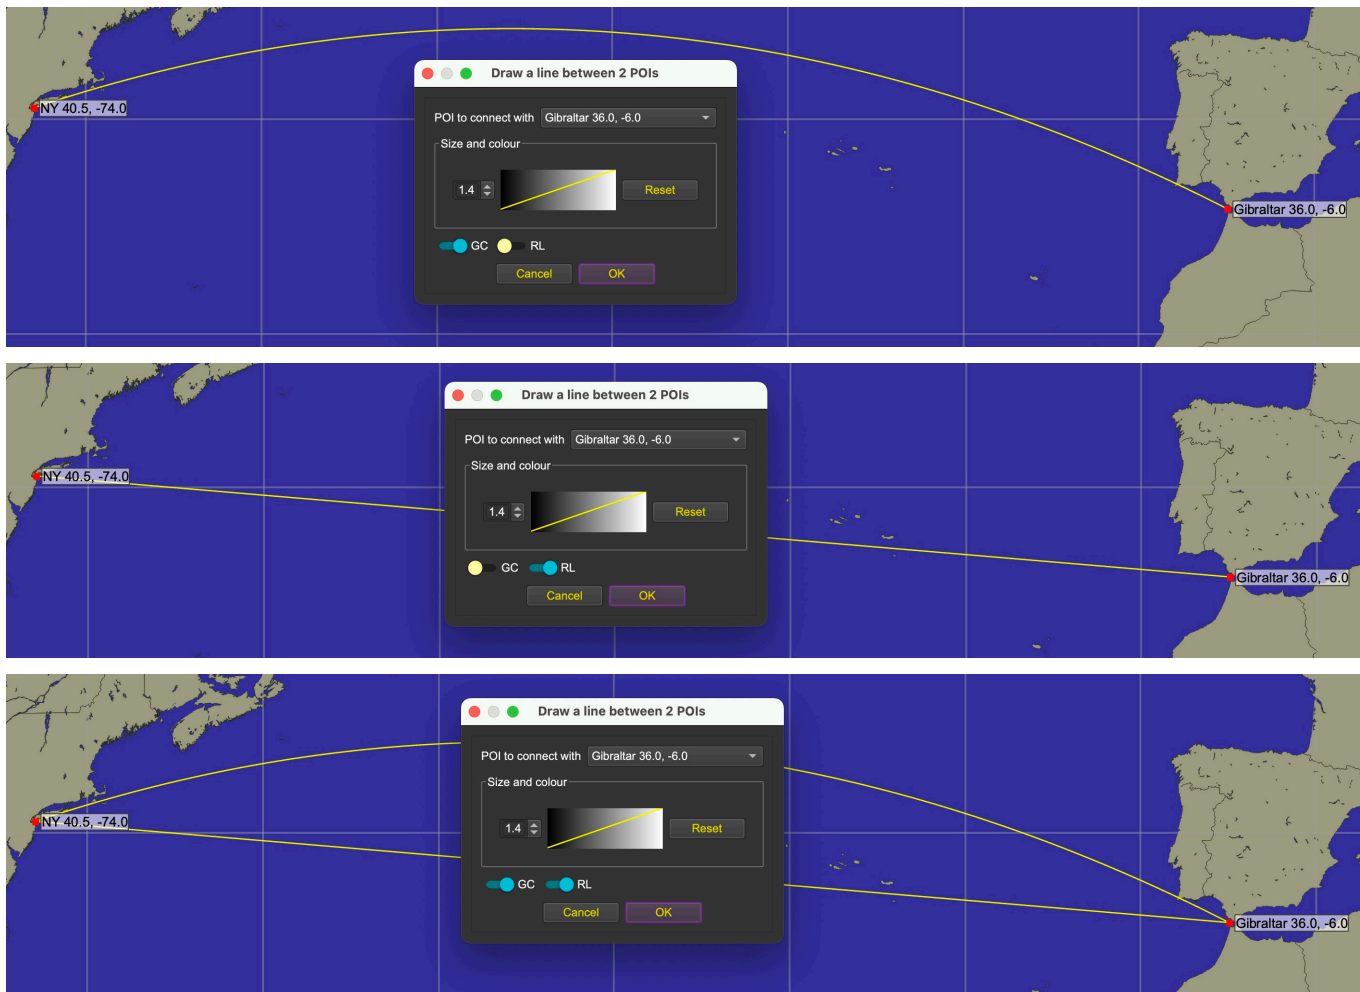 Draw a line between 2 POIs
NY 40.5, -74.0
POI to connect with Gibraltar 36.0, -6.0
Size and colour
1.4 Reset
Gibraltar 36.0, -6.0
GC RL
Cancel OK
Draw a line between 2 POIs
POI to connect with Gibraltar 36.0, -6.0
Size and colour
NY 40.5, -74.0
1.4 Reset
GC RL
Gibraltar 36.0, -6.0
Cancel OK
Draw a line between 2 POIs
POI to connect with Gibraltar 36.0, -6.0
Size and colour
NY 40.5, -74.0
1.4 Reset
GC RL
Cancel OK
Gibraltar 36.0, -6.0